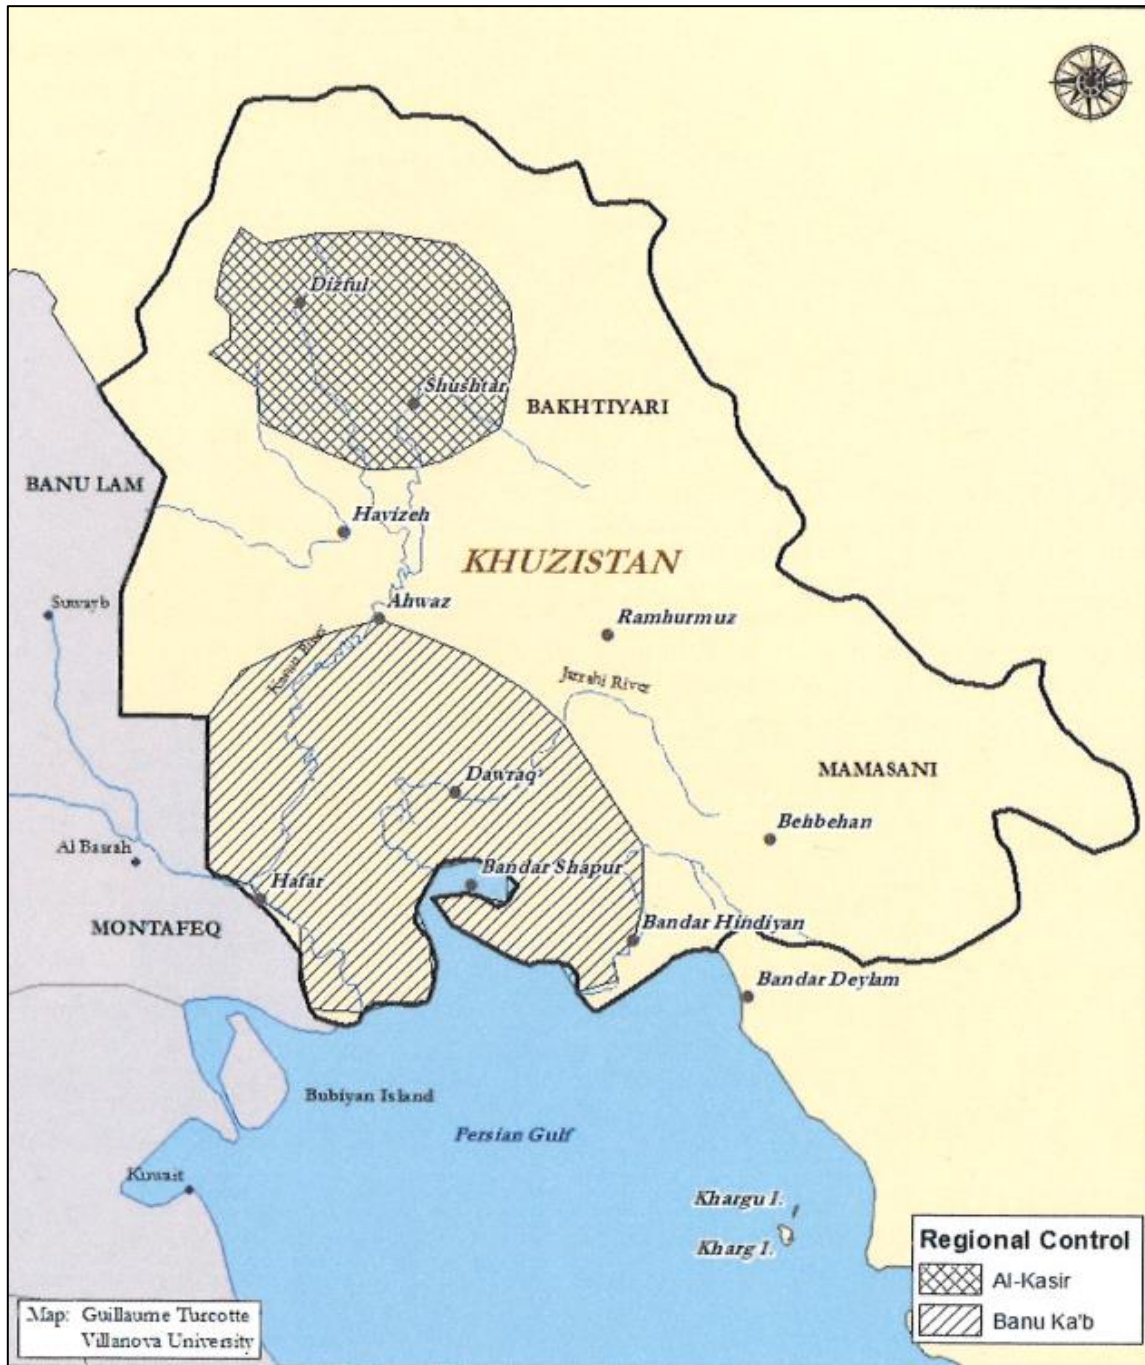 Dizful
Shushtar
BAKHTIYARI
BANU LAM
Havizeh
KHUZISTAN
Suwayb
Ahwaz
Ramhurmuz
Karun River
Jarrahi River
Dawraq
MAMASANI
Behbehan
Al Basrah
Bandar Shapur
Hafar
MONTAFEQ
Bandar Hindiyan
Bandar Deylam
Bubiyan Island
Persian Gulf
Kuwait
Khargu I.
Kharg I.
Regional Control
Al-Kasir
Banu Ka'b
Map: Guillaume Turcotte
Villanova University